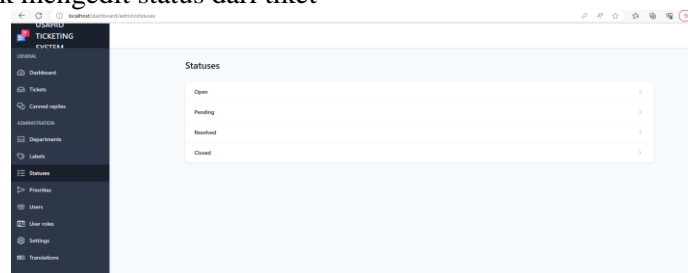 k mengedit status dari tiket
localhost/dashboard/admin/statuses
USAHID
TICKETING
SYSTEM
GENERAL
Dashboard
Tickets
Canned replies
ADMINISTRATION
Departments
Labels
Statuses
Priorities
Users
User roles
Settings
Translations
Statuses
Open
Pending
Resolved
Closed